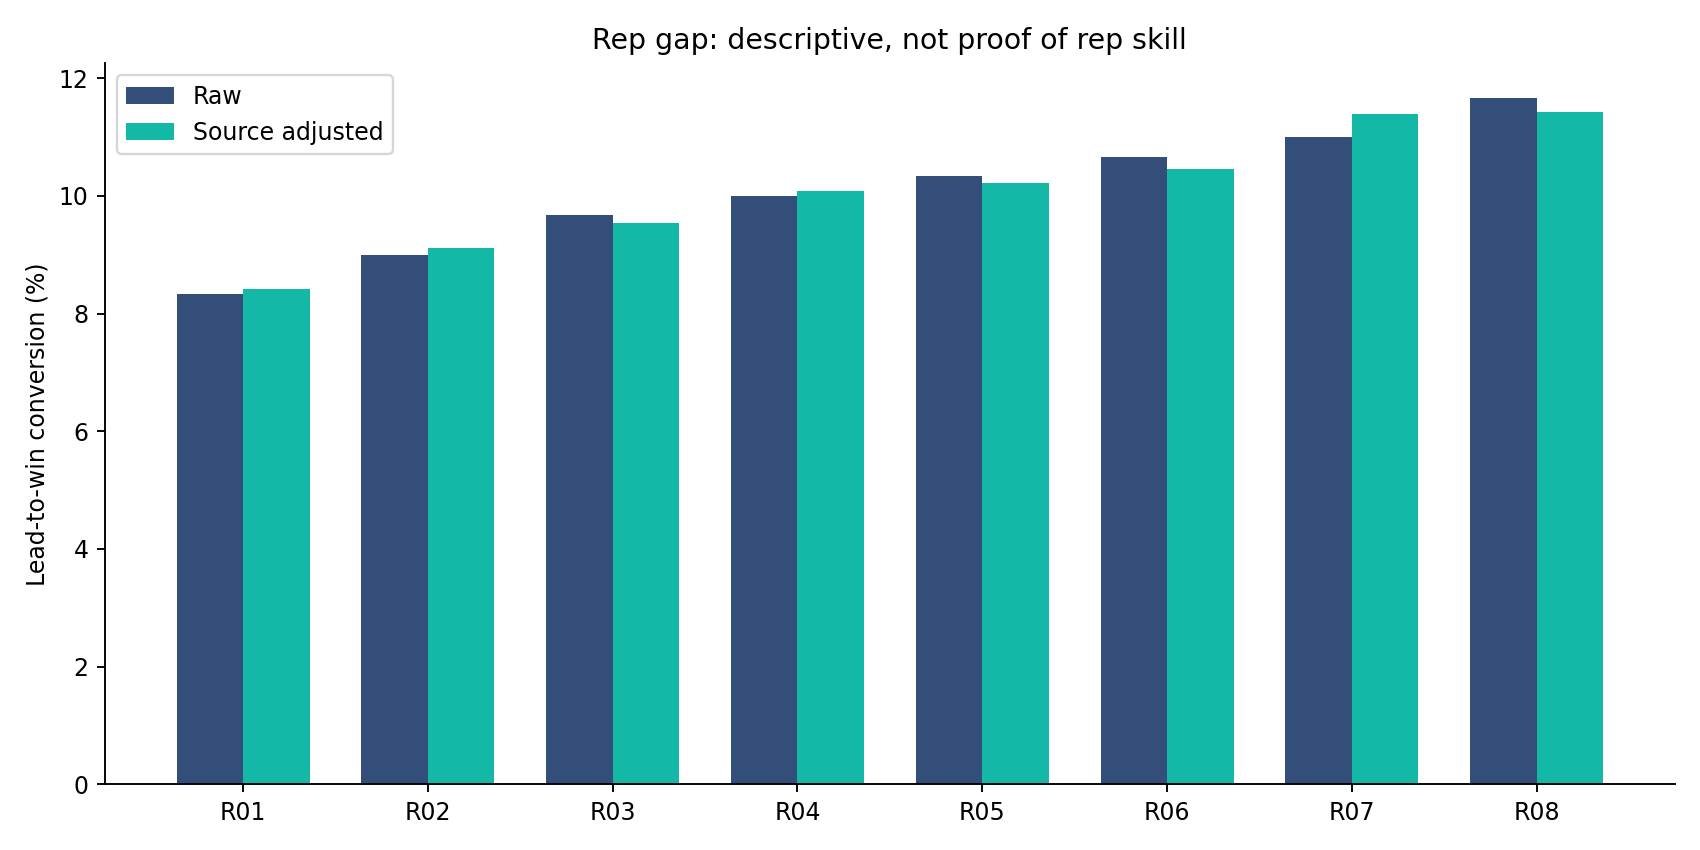 Rep gap: descriptive, not proof of rep skill
Raw
Source adjusted
Lead-to-win conversion (%)
12
10
8
6
4
2
0
R01 R02 R03 R04 R05 R06 R07 R08